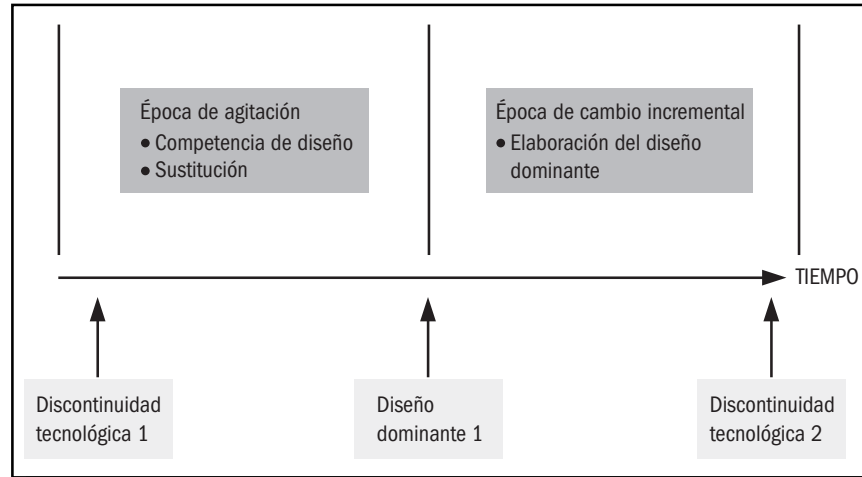 Época de agitación
• Competencia de diseño
• Sustitución
Época de cambio incremental
• Elaboración del diseño
dominante
TIEMPO
Discontinuidad
tecnológica 1
Diseño
dominante 1
Discontinuidad
tecnológica 2